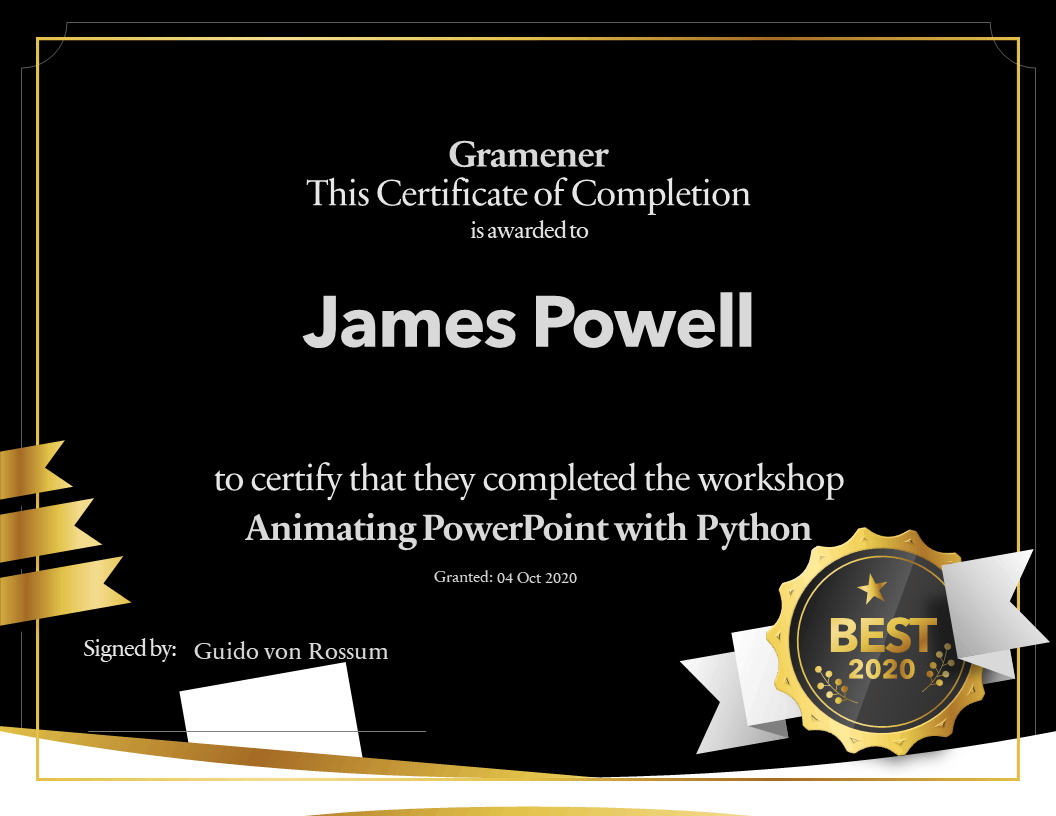 Gramener
This Certificate of Completion
is awarded to
James Powell
to certify that they completed the workshop
Animating PowerPoint with Python
Granted: 04 Oct 2020
Signed by: Guido von Rossum
BEST
2020